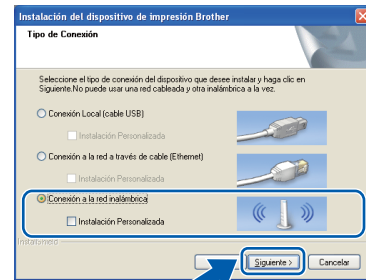 Instalación del dispositivo de impresión Brother
Tipo de Conexión
Seleccione el tipo de conexión del dispositivo que desee instalar y haga clic en
Siguiente.No puede usar una red cableada y otra inalámbrica a la vez.
Conexión Local (cable USB)
Instalación Personalizada
Conexión a la red a través de cable (Ethernet)
Instalación Personalizada
Conexión a la red inalámbrica
Instalación Personalizada
InstallShield
Siguiente >
Cancelar